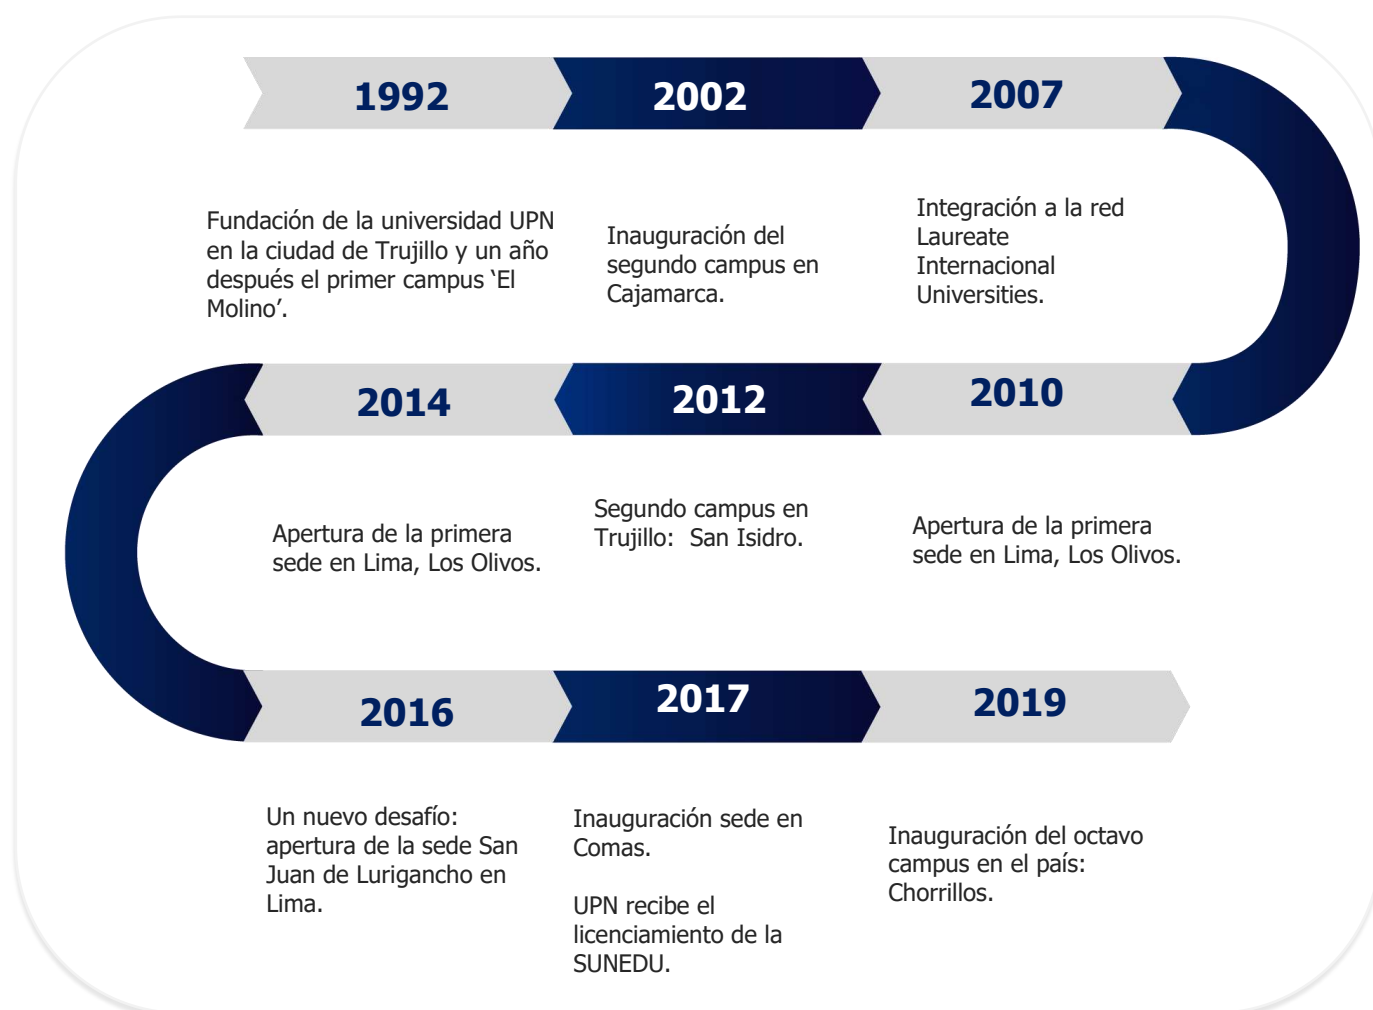 1992
Fundación de la universidad UPN
en la ciudad de Trujillo y un año
después el primer campus ‘El
Molino’.
2002
Inauguración del
segundo campus en
Cajamarca.
2007
Integración a la red
Laureate
Internacional
Universities.
2010
Apertura de la primera
sede en Lima, Los Olivos.
2012
Segundo campus en
Trujillo: San Isidro.
2014
Apertura de la primera
sede en Lima, Los Olivos.
2016
Un nuevo desafío:
apertura de la sede San
Juan de Lurigancho en
Lima.
2017
Inauguración sede en
Comas.
UPN recibe el
licenciamiento de la
SUNEDU.
2019
Inauguración del octavo
campus en el país:
Chorrillos.